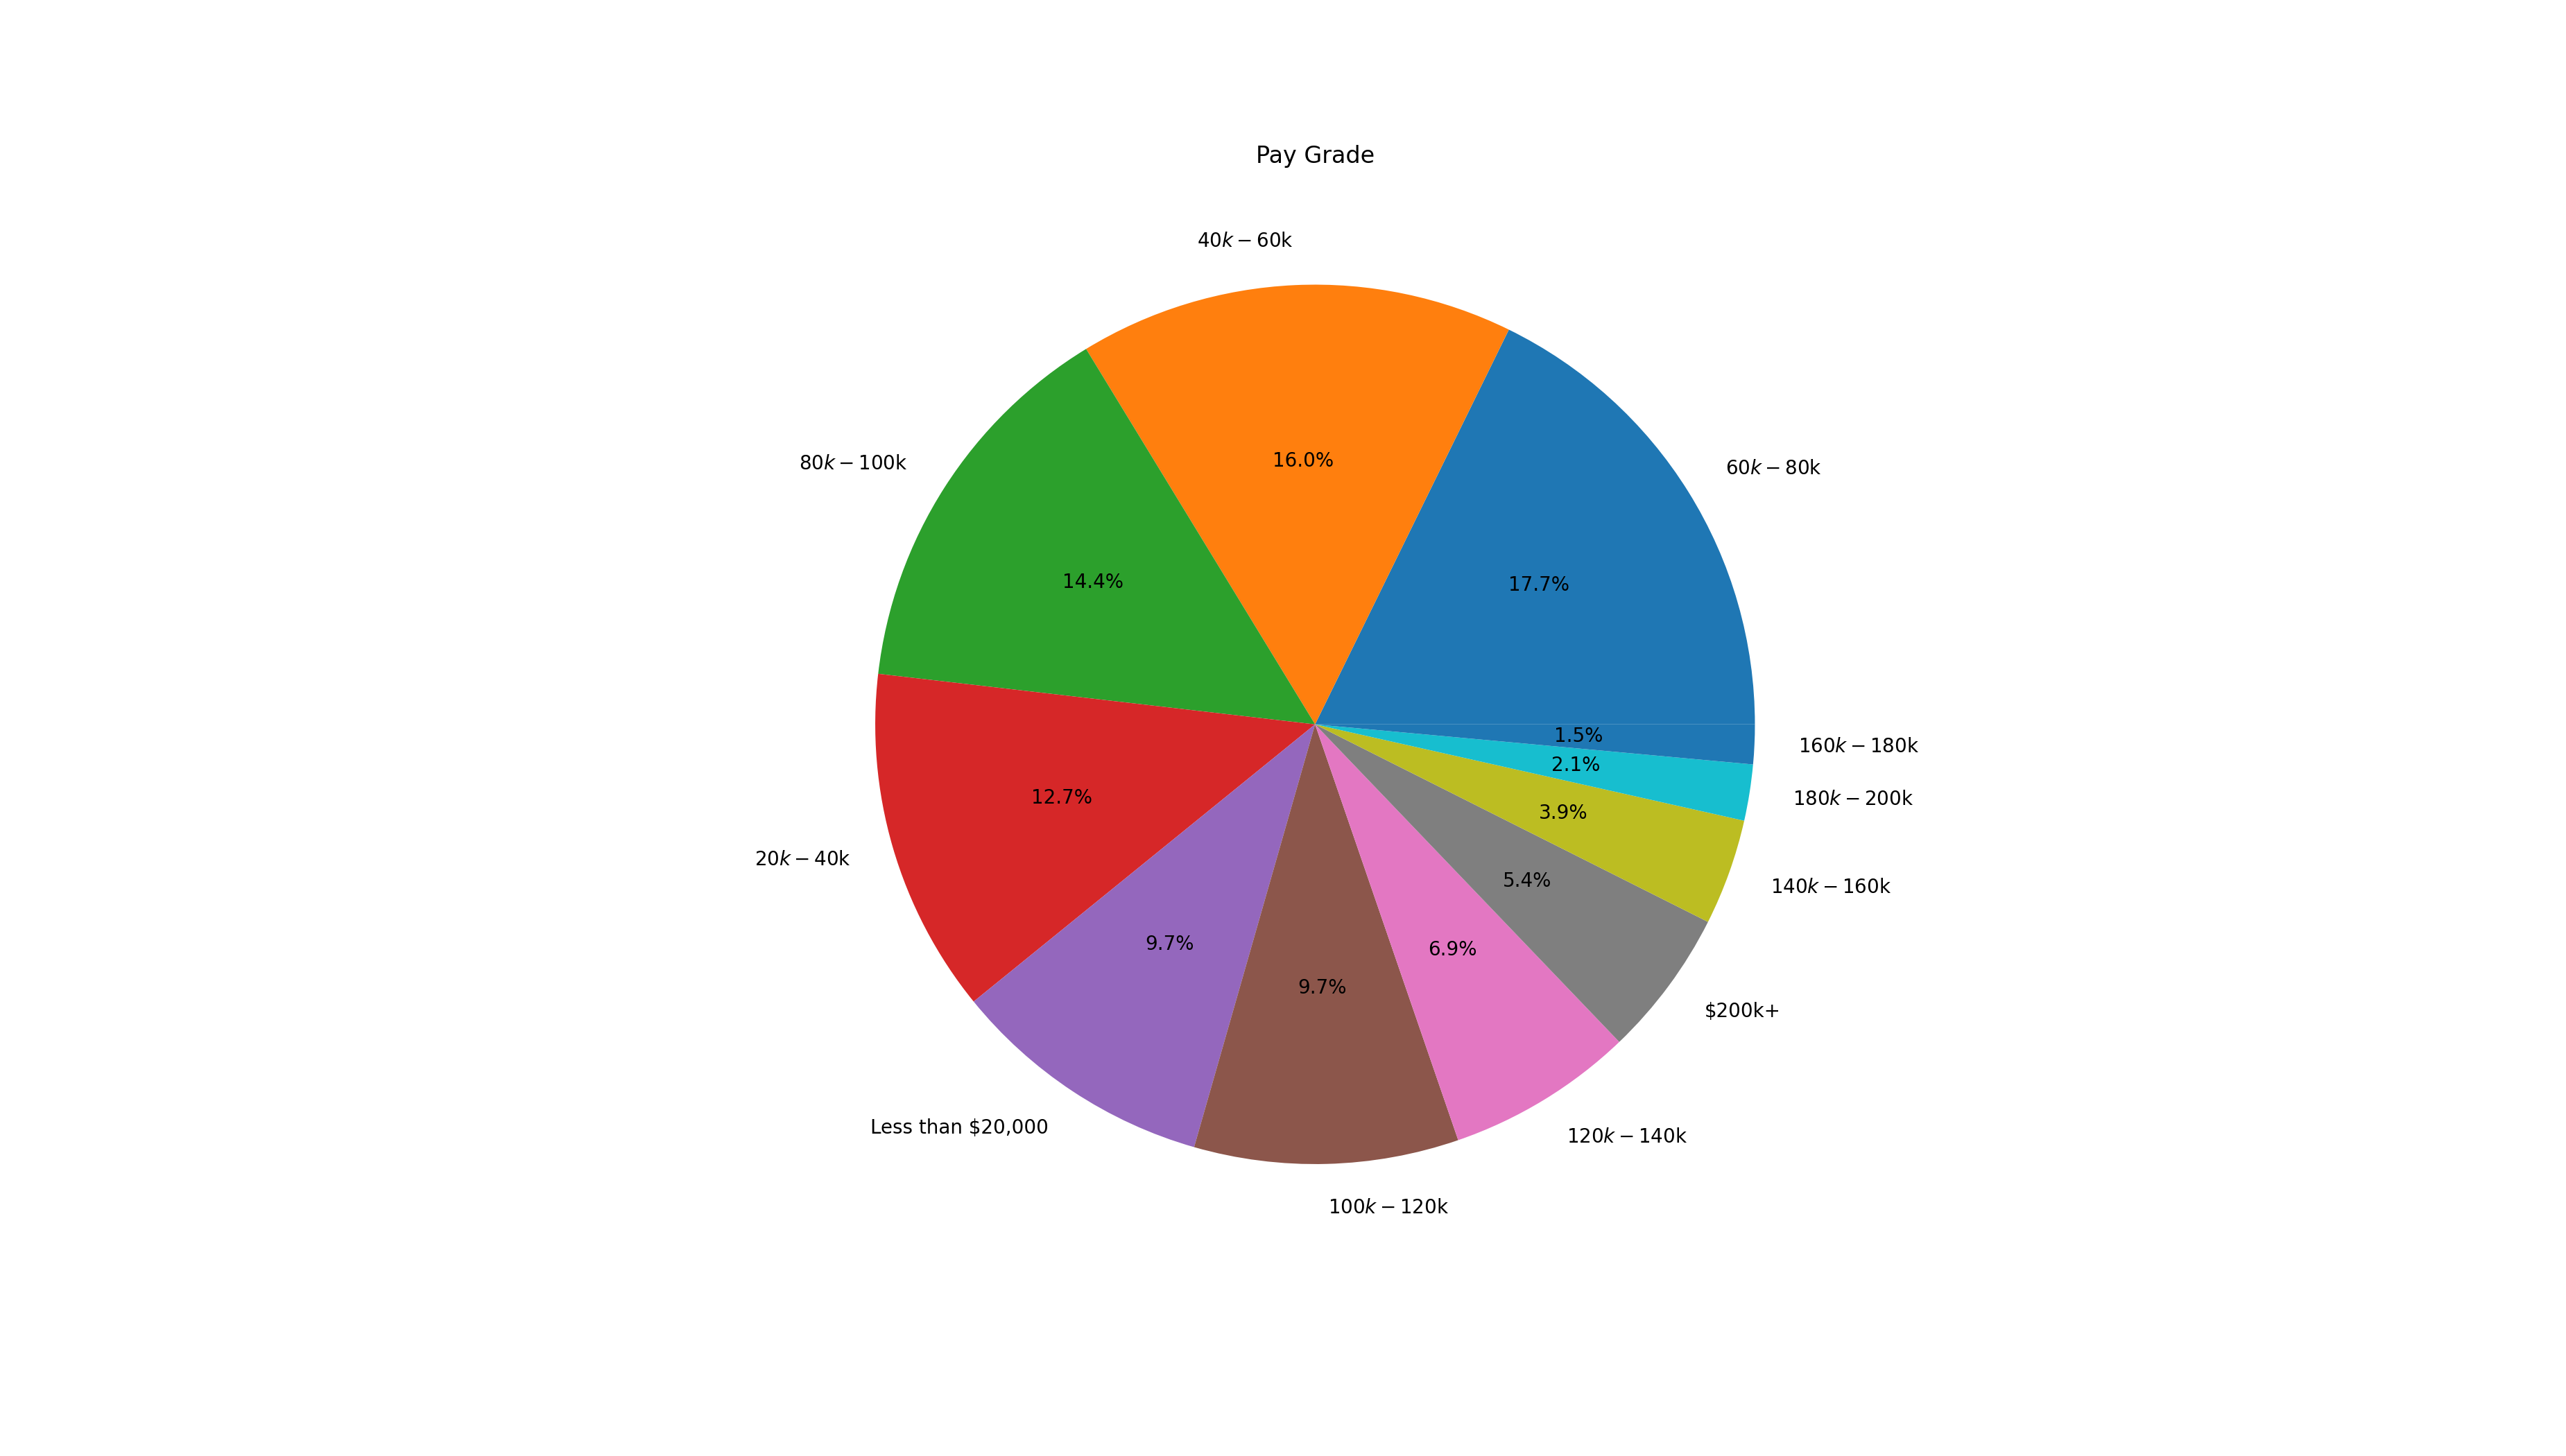 Pay Grade
40k − 60k
60k − 80k
80k − 100k
16.0%
17.7%
14.4%
1.5%
160k − 180k
2.1%
180k − 200k
12.7%
3.9%
20k − 40k
5.4%
140k − 160k
9.7%
6.9%
9.7%
$200k+
Less than $20,000
120k − 140k
100k − 120k